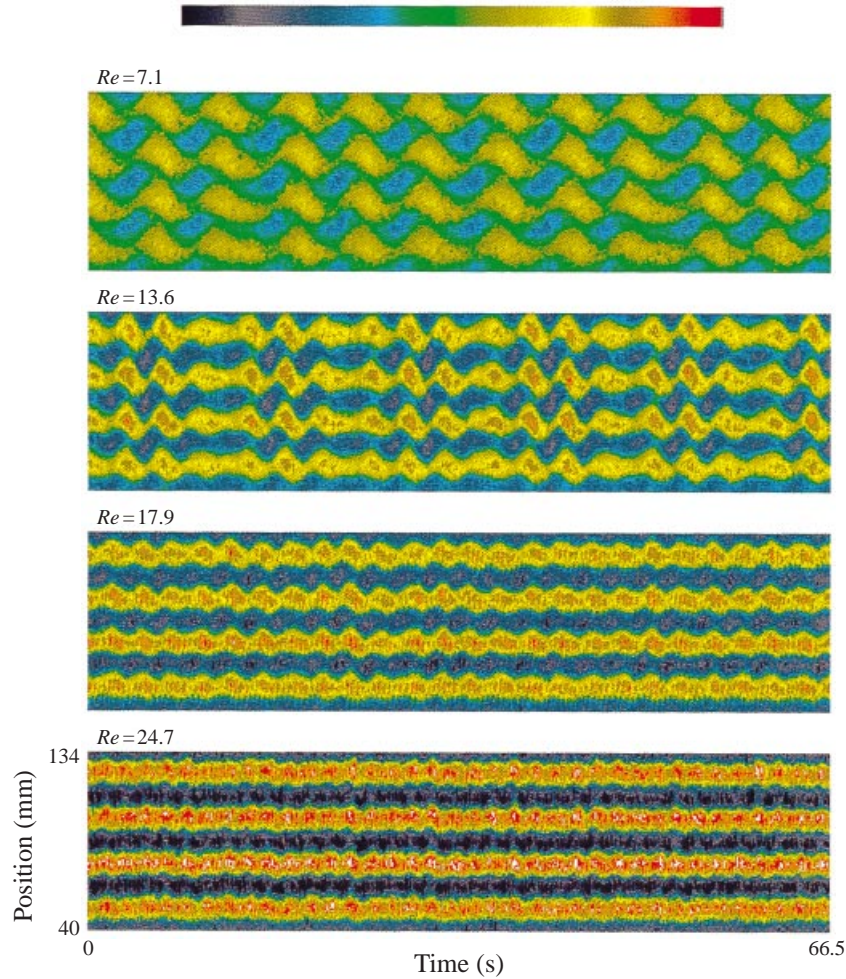 Re=7.1
Re=13.6
Re=17.9
Re=24.7
134
Position (mm)
40
0
66.5
Time (s)